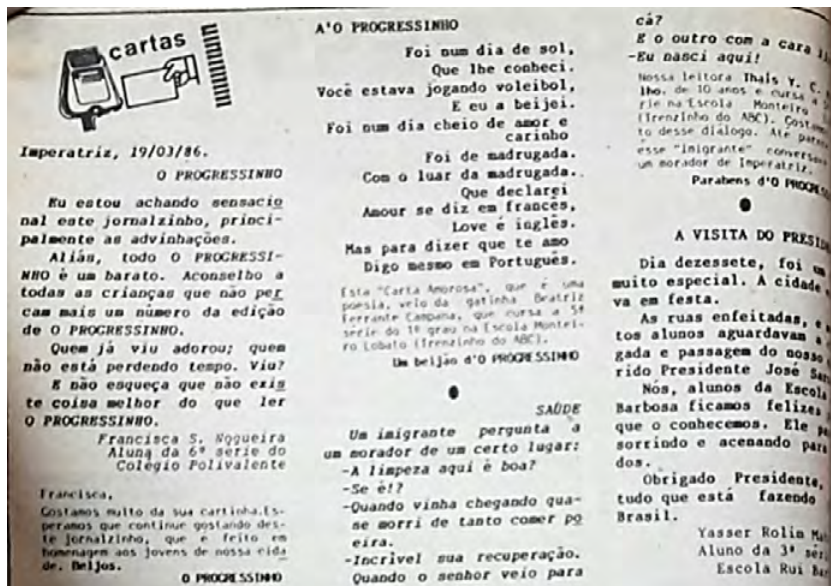 cartas
Imperatriz, 19/03/86.
O PROGRESSINHO
Eu estou achando sensacio
nal este jornalzinho, princi-
palmente as advinhações.
Aliás, todo O PROGRESSI-
NHO é um barato. Aconselho a
todas as crianças que não per
cam mais um número da edição
de O PROGRESSINHO.
Quem já viu adorou; quem
não está perdendo tempo. Viu?
E não esqueça que não exis
te coisa melhor do que ler
O PROGRESSINHO.
Francisca S. Nogueira
Aluna da 6ª série do
Colégio Polivalente
Francisca,
Gostamos muito da sua cartinha.Es-
peramos que continue gostando des-
te jornalzinho, que é feito em
homenagem aos jovens de nossa cida
de. Beijos.
O PROGRESSINHO
A'O PROGRESSINHO
Foi num dia de sol,
Que lhe conheci.
Você estava jogando voleibol,
E eu a beijei.
Foi num dia cheio de amor e
carinho
Foi de madrugada.
Com o luar da madrugada.
Que declarei
Amour se diz em francês,
Love é inglês.
Mas para dizer que te amo
Digo mesmo em Português.
Esta "Carta Amorosa", que é uma
poesia, veio da gatinha Beatriz
Ferrante Campana, que cursa a 5ª
série do 1º grau na Escola Montei-
ro Lobato (Trenzinho do ABC).
Um beijão d'O PROGRESSINHO
SAÚDE
Um imigrante pergunta a
um morador de um certo lugar:
-A limpeza aqui é boa?
-Se é!?
-Quando vinha chegando qua-
se morri de tanto comer po
eira.
-Incrível sua recuperação.
Quando o senhor veio para
cá?
E o outro com a cara
-Eu nasci aqui!
Nossa leitora Thais Y. C.
lho, de 10 anos e cursa a
rie na Escola Monteiro
(Trenzinho do ABC). Gostam
to desse diálogo. Até
esse "imigrante"
um morador de Imperatriz.
Parabens d'O
A VISITA DO
Dia dezessete, foi um
muito especial. A cidade
va em festa.
As ruas enfeitadas, e
tos alunos aguardavam a
gada e passagem do nosso
rido Presidente José
Nós, alunos da Escola
Barbosa ficamos felizes
que o conhecemos. Ele
sorrindo e acenando
dos.
Obrigado Presidente,
tudo que está fazendo
Brasil.
Yasser Rolim
Aluno da 3ª
Escola Rui